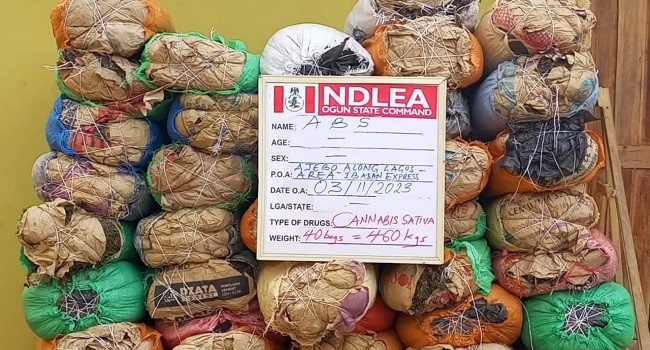 NDLEA
OGUN STATE COMMAND
NAME: A B S
AGE:
SEX:
P.O.A: AJEBO ALONG LAGOS-
AREA - IBADAN EXPRESS
DATE O.A: 03/11/2023
LGA/STATE:
TYPE OF DRUGS: CANNABIS SATIVA
WEIGHT: 40 bags = 460 kgs